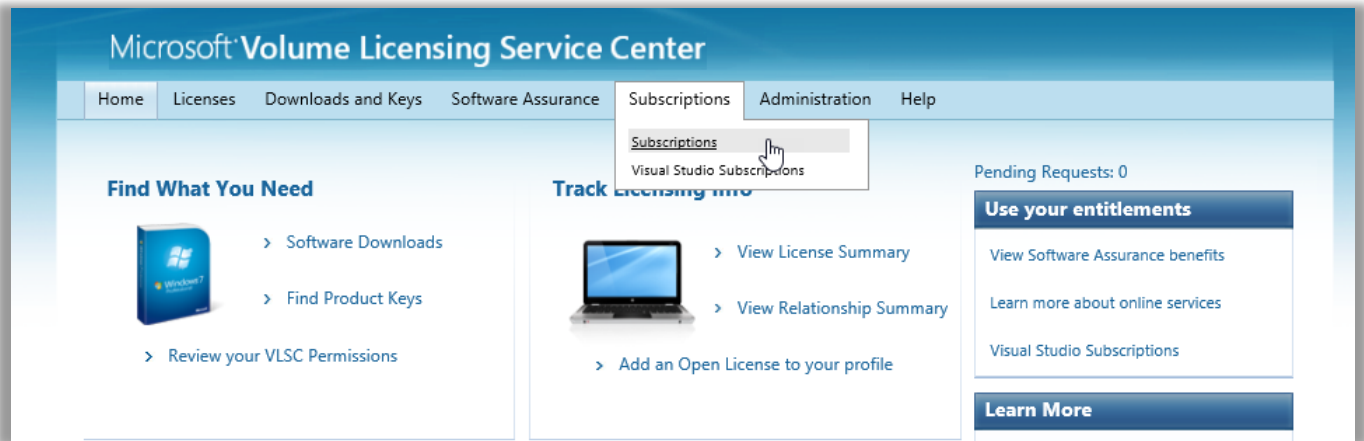 Microsoft Volume Licensing Service Center
Home Licenses Downloads and Keys Software Assurance Subscriptions Administration Help
Subscriptions
Visual Studio Subscriptions
Find What You Need
Software Downloads
Find Product Keys
Review your VLSC Permissions
Track Licensing Info
View License Summary
View Relationship Summary
Add an Open License to your profile
Pending Requests: 0
Use your entitlements
View Software Assurance benefits
Learn more about online services
Visual Studio Subscriptions
Learn More
Windows 7